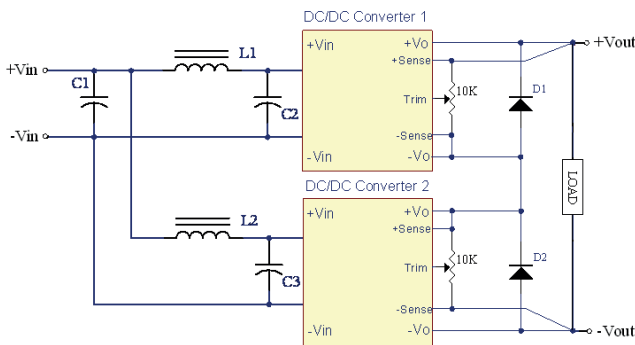 DC/DC Converter 1
+Vin
+Vo
+Vout
+Sense
L1
+Vin
C1
10K
D1
Trim
C2
-Vin
-Sense
-Vin
-Vo
LOAD
DC/DC Converter 2
+Vin
+Vo
L2
+Sense
D2
Trim
10K
C3
-Sense
-Vin
-Vo
-Vout